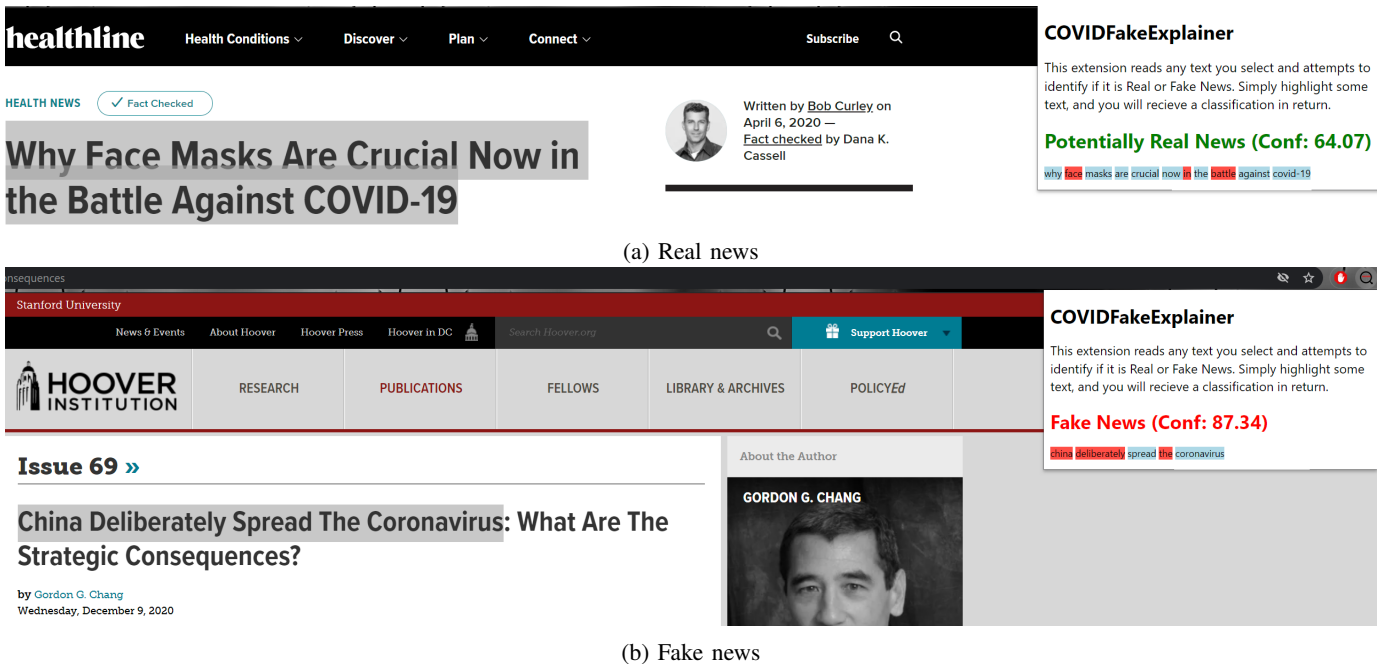 healthline
Health Conditions Discover Plan Connect Subscribe
HEALTH NEWS Fact Checked
Why Face Masks Are Crucial Now in
the Battle Against COVID-19
Written by Bob Curley on
April 6, 2020 —
Fact checked by Dana K.
Cassell
COVIDFakeExplainer
This extension reads any text you select and attempts to
identify if it is Real or Fake News. Simply highlight some
text, and you will recieve a classification in return.
Potentially Real News (Conf: 64.07)
why face masks are crucial now in the battle against covid-19
(a) Real news
onsequences
Stanford University
News & Events About Hoover Hoover Press Hoover in DC Search Hoover.org Support Hoover
HOOVER
INSTITUTION
RESEARCH PUBLICATIONS FELLOWS LIBRARY & ARCHIVES POLICYEd
Issue 69 »
China Deliberately Spread The Coronavirus: What Are The
Strategic Consequences?
by Gordon G. Chang
Wednesday, December 9, 2020
About the Author
GORDON G. CHANG
COVIDFakeExplainer
This extension reads any text you select and attempts to
identify if it is Real or Fake News. Simply highlight some
text, and you will recieve a classification in return.
Fake News (Conf: 87.34)
china deliberately spread the coronavirus
(b) Fake news